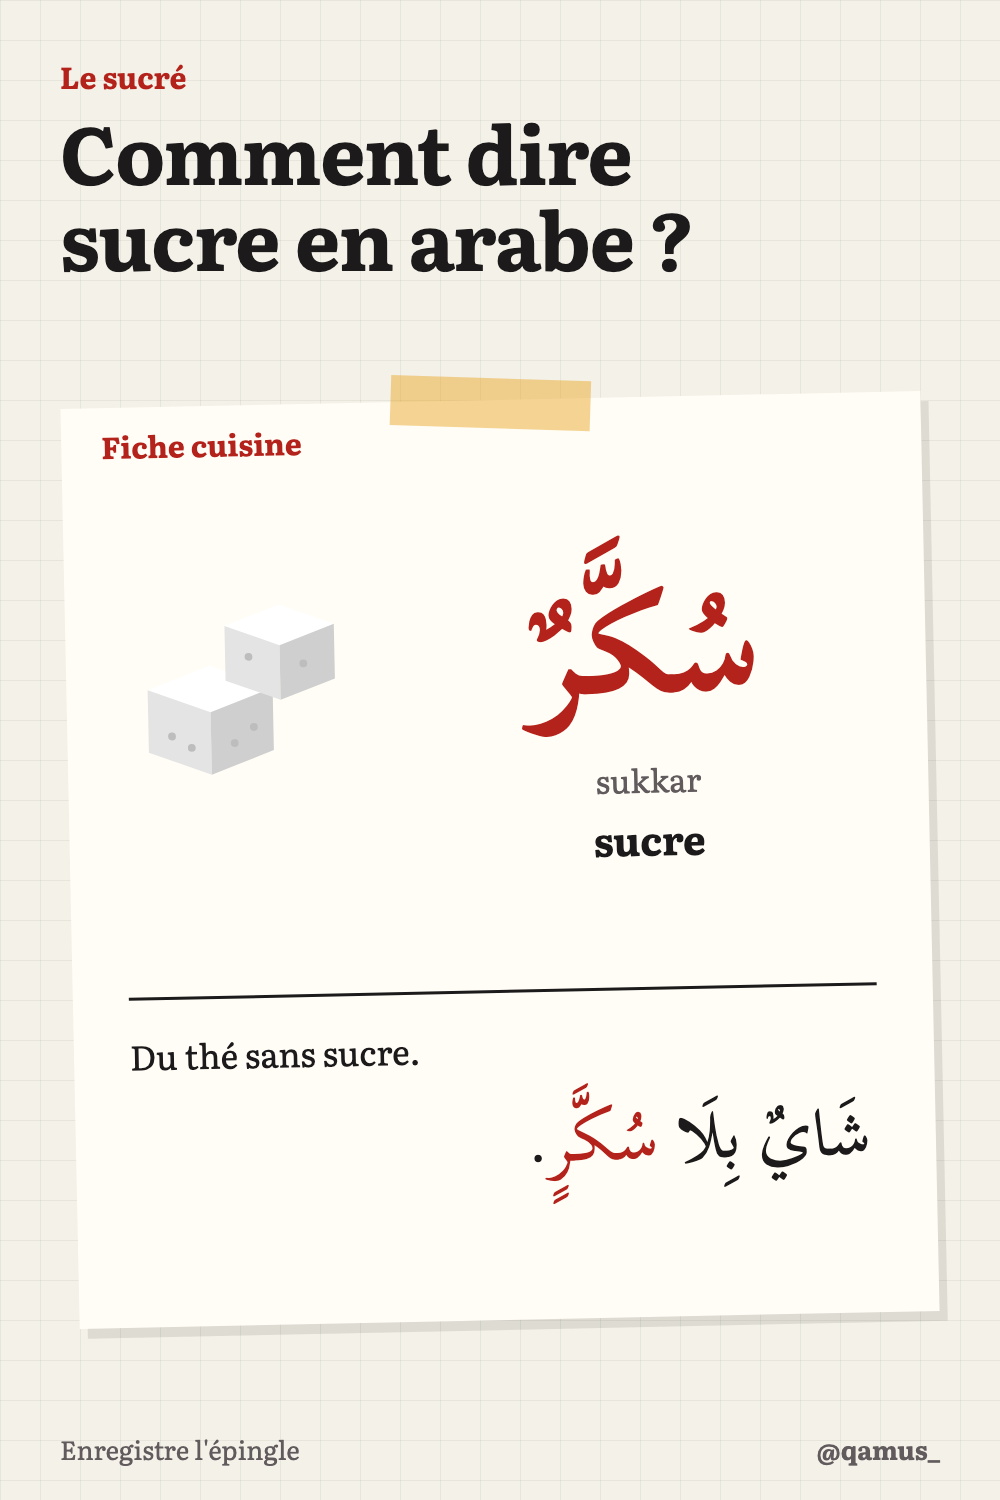 Le sucré
Comment dire
sucre en arabe ?
Fiche cuisine
سُكَّرٌ
sukkar
sucre
Du thé sans sucre.
شَايٌ بِلَا سُكَّرٍ.
Enregistre l'épingle
@qamus_